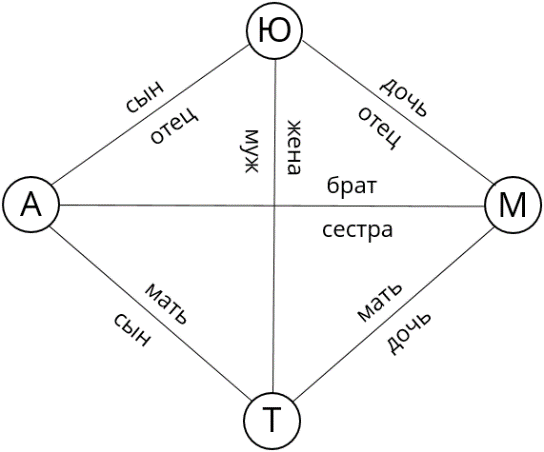 Ю
сын
отец
дочь
отец
муж
жена
А
брат
М
сестра
мать
сын
мать
дочь
Т